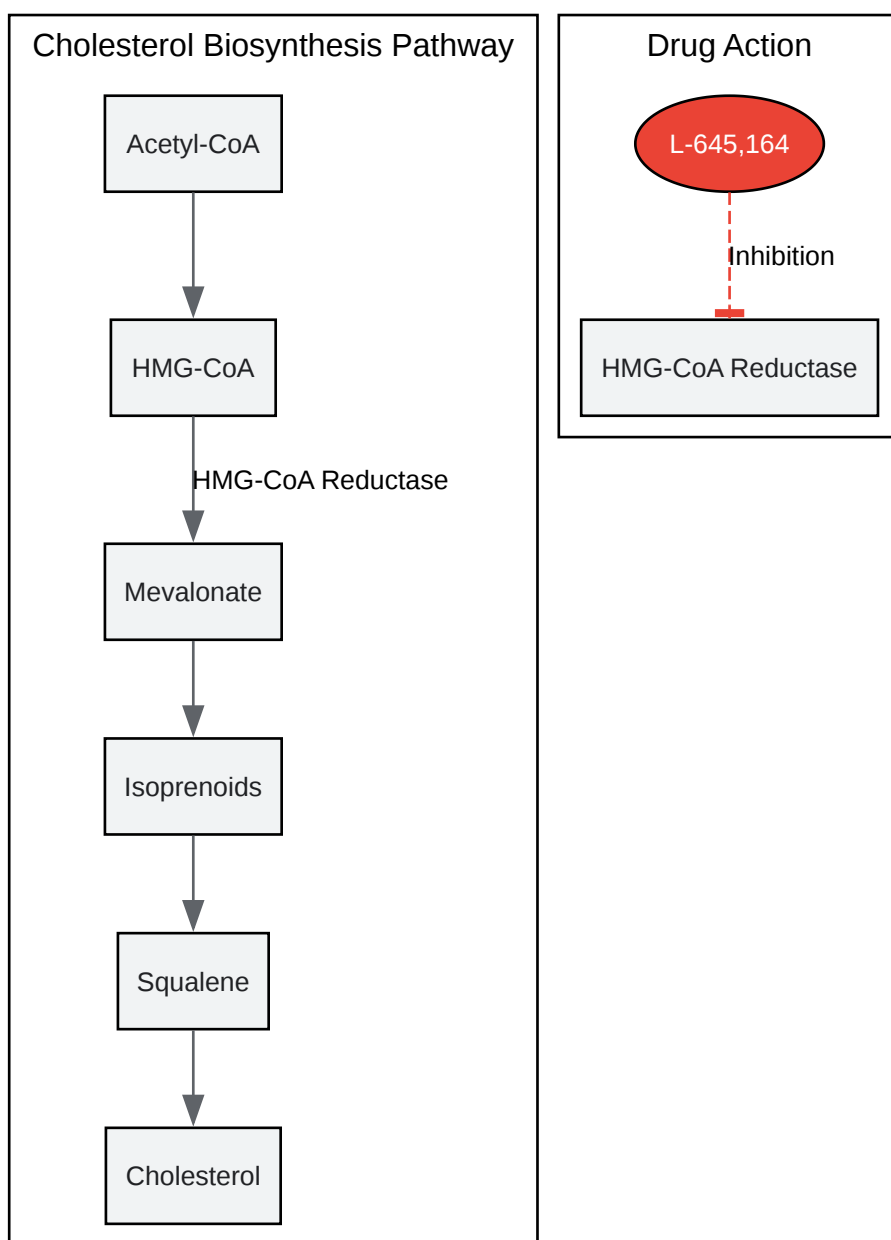 Cholesterol Biosynthesis Pathway
Acetyl-CoA
HMG-CoA
HMG-CoA Reductase
Mevalonate
Isoprenoids
Squalene
Cholesterol
Drug Action
L-645,164
Inhibition
HMG-CoA Reductase